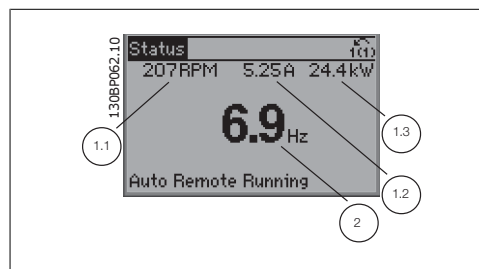 130BP062.10
Status
1(1)
207RPM 5.25A 24.4kW
6.9Hz
Auto Remote Running
1.1
1.3
1.2
2